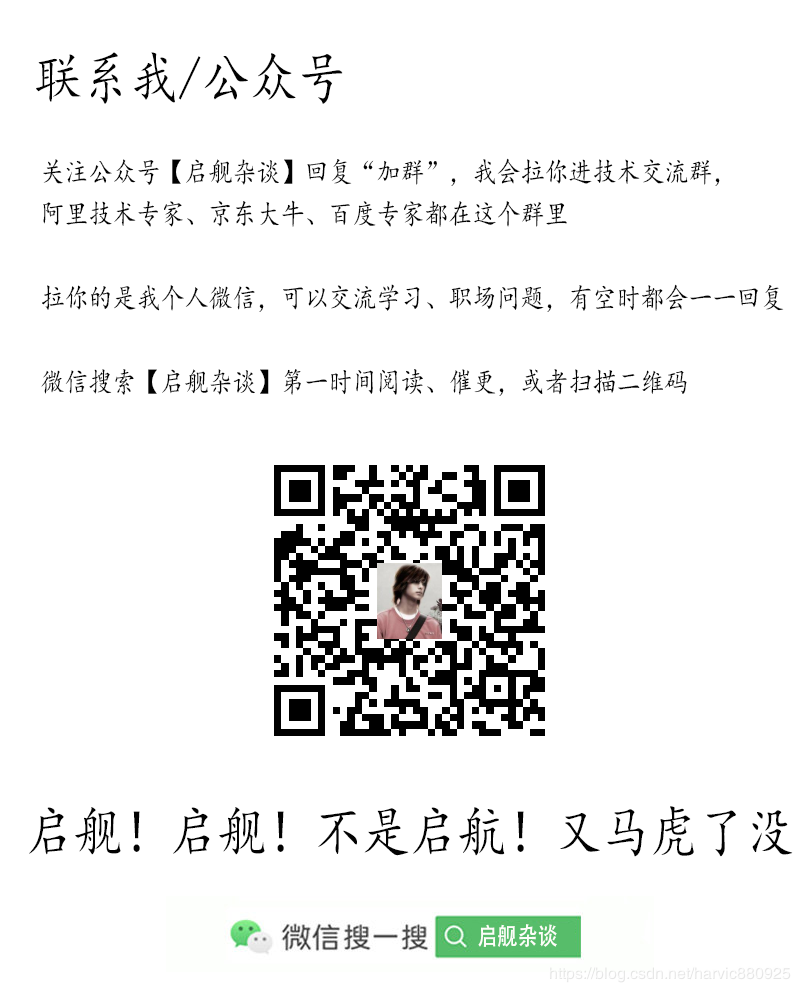 联系我/公众号
关注公众号【启舰杂谈】回复“加群”，我会拉你进技术交流群，
阿里技术专家、京东大牛、百度专家都在这个群里
拉你的是我个人微信，可以交流学习、职场问题，有空时都会一一回复
微信搜索【启舰杂谈】第一时间阅读、催更，或者扫描二维码
启舰！启舰！不是启航！又马虎了没
微信搜一搜 启舰杂谈
https://blog.csdn.net/harvic880925